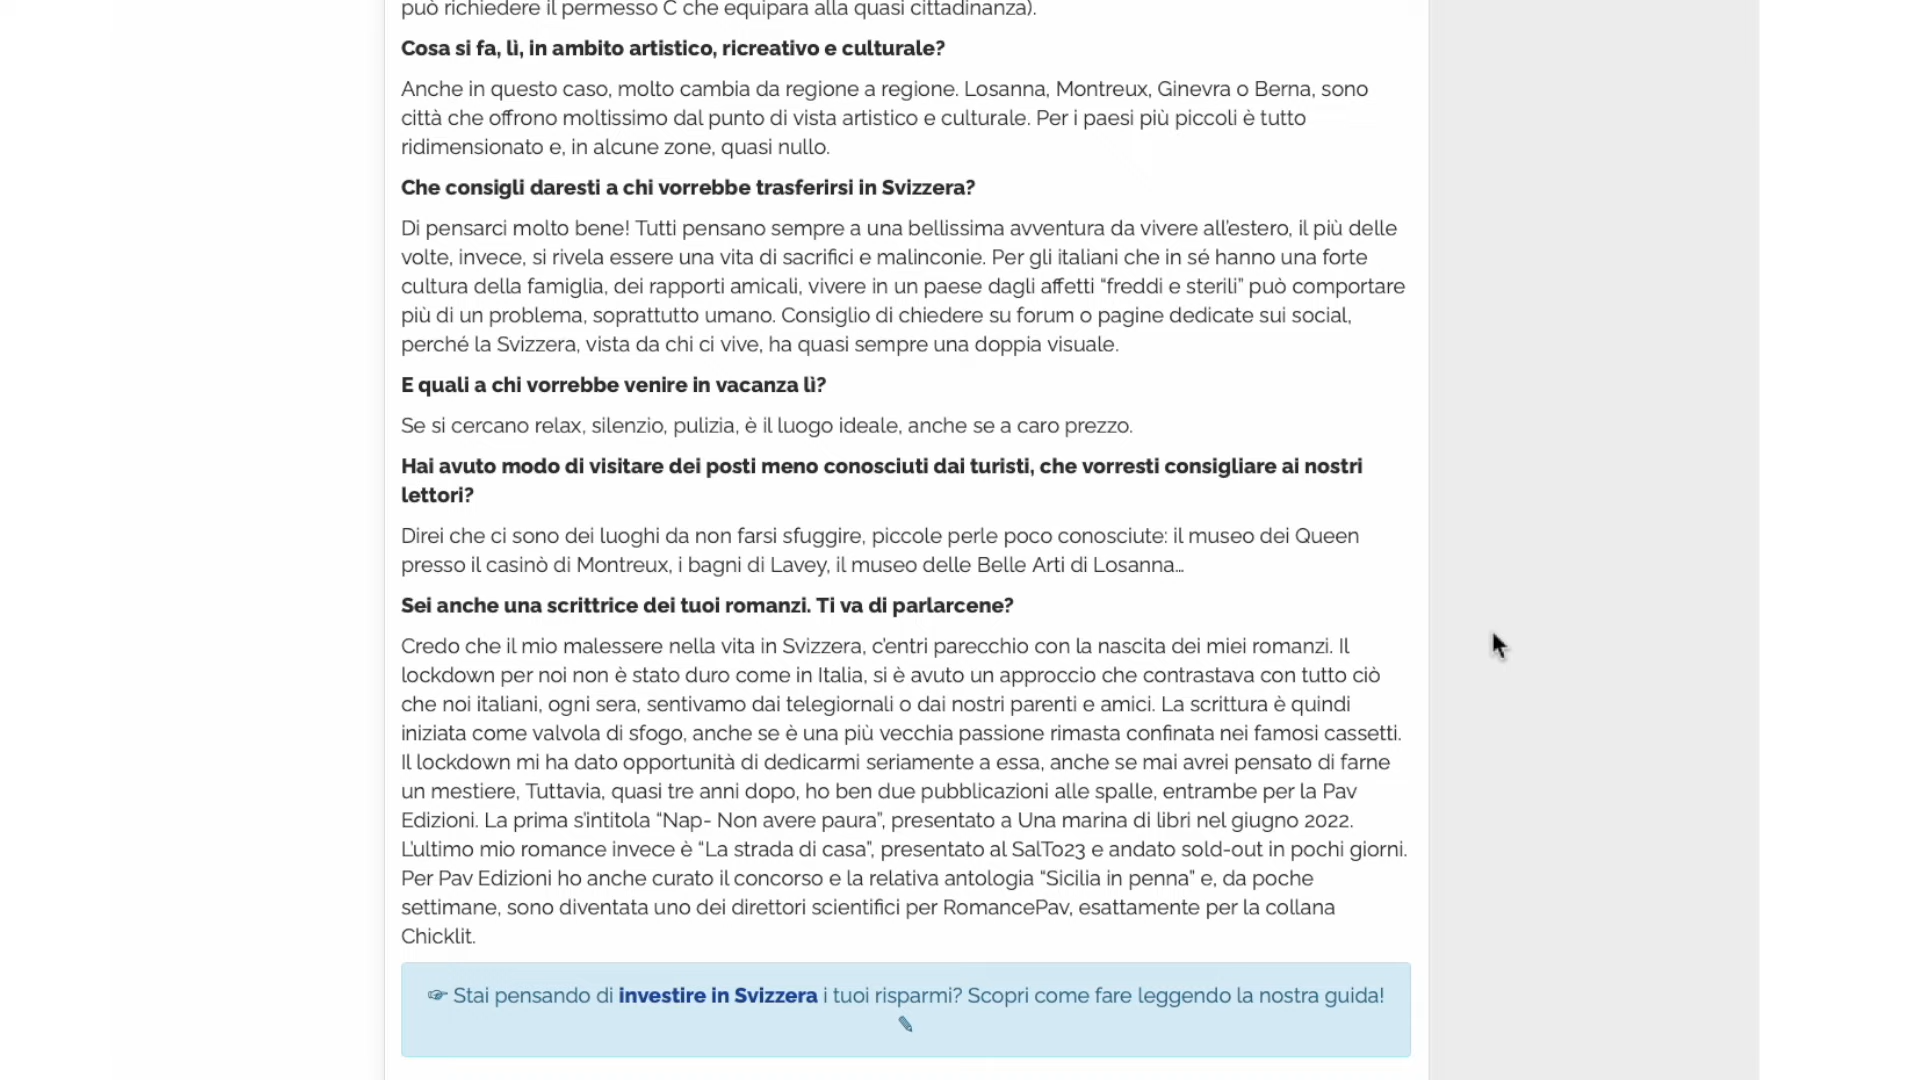 può richiedere il permesso C che equipara alla quasi cittadinanza).
Cosa si fa, lì, in ambito artistico, ricreativo e culturale?
Anche in questo caso, molto cambia da regione a regione. Losanna, Montreux, Ginevra o Berna, sono
città che offrono moltissimo dal punto di vista artistico e culturale. Per i paesi più piccoli è tutto
ridimensionato e, in alcune zone, quasi nullo.
Che consigli daresti a chi vorrebbe trasferirsi in Svizzera?
Di pensarci molto bene! Tutti pensano sempre a una bellissima avventura da vivere all’estero, il più delle
volte, invece, si rivela essere una vita di sacrifici e malinconie. Per gli italiani che in sé hanno una forte
cultura della famiglia, dei rapporti amicali, vivere in un paese dagli affetti “freddi e sterili” può comportare
più di un problema, soprattutto umano. Consiglio di chiedere su forum o pagine dedicate sui social,
perché la Svizzera, vista da chi ci vive, ha quasi sempre una doppia visuale.
E quali a chi vorrebbe venire in vacanza lì?
Se si cercano relax, silenzio, pulizia, è il luogo ideale, anche se a caro prezzo.
Hai avuto modo di visitare dei posti meno conosciuti dai turisti, che vorresti consigliare ai nostri
lettori?
Direi che ci sono dei luoghi da non farsi sfuggire, piccole perle poco conosciute: il museo dei Queen
presso il casinò di Montreux, i bagni di Lavey, il museo delle Belle Arti di Losanna…
Sei anche una scrittrice dei tuoi romanzi. Ti va di parlarcene?
Credo che il mio malessere nella vita in Svizzera, c’entri parecchio con la nascita dei miei romanzi. Il
lockdown per noi non è stato duro come in Italia, si è avuto un approccio che contrastava con tutto ciò
che noi italiani, ogni sera, sentivamo dai telegiornali o dai nostri parenti e amici. La scrittura è quindi
iniziata come valvola di sfogo, anche se è una più vecchia passione rimasta confinata nei famosi cassetti.
Il lockdown mi ha dato opportunità di dedicarmi seriamente a essa, anche se mai avrei pensato di farne
un mestiere, Tuttavia, quasi tre anni dopo, ho ben due pubblicazioni alle spalle, entrambe per la Pav
Edizioni. La prima s’intitola “Nap- Non avere paura”, presentato a Una marina di libri nel giugno 2022.
L’ultimo mio romance invece è “La strada di casa”, presentato al SalTo23 e andato sold-out in pochi giorni.
Per Pav Edizioni ho anche curato il concorso e la relativa antologia “Sicilia in penna” e, da poche
settimane, sono diventata uno dei direttori scientifici per RomancePav, esattamente per la collana
Chicklit.
☞ Stai pensando di investire in Svizzera i tuoi risparmi? Scopri come fare leggendo la nostra guida!
✎